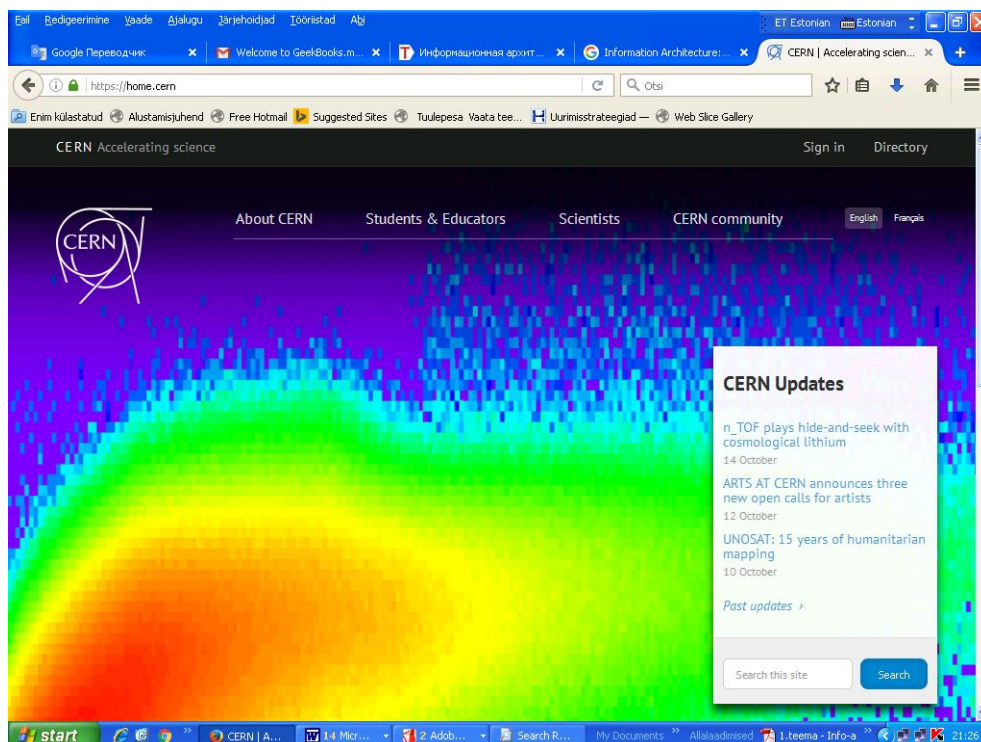 Fail Redigeerimine Vaade Ajalugu Järjehoidjad Tööriistad Abi ET Estonian Estonian
Google Переводчик Welcome to GeekBooks.m... Информационная архит... Information Architecture:... CERN | Accelerating scien...
https://home.cern Otsi
Enim külastatud Alustamisjuhend Free Hotmail Suggested Sites Tuulepesa Vaata tee... Uurimisstrateegiad — Web Slice Gallery
CERN Accelerating science Sign in Directory
About CERN Students & Educators Scientists CERN community English Français
CERN
CERN Updates
n_TOF plays hide-and-seek with
cosmological lithium
14 October
ARTS AT CERN announces three
new open calls for artists
12 October
UNOSAT: 15 years of humanitarian
mapping
10 October
Past updates ›
Search this site Search
start CERN | A... 14 Micr... 2 Adob... Search R... My Documents Allalaadimised 1.teema - Info-a 21:26